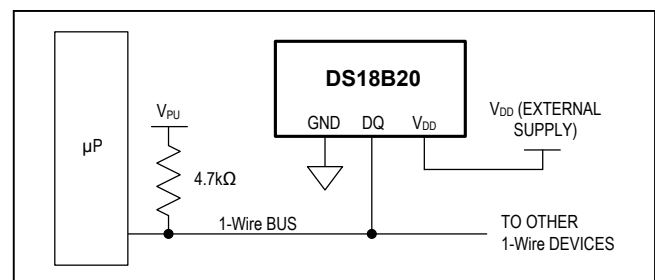 DS18B20
GND DQ VDD
VPU
VDD (EXTERNAL
SUPPLY)
μP
4.7kΩ
1-Wire BUS
TO OTHER
1-Wire DEVICES